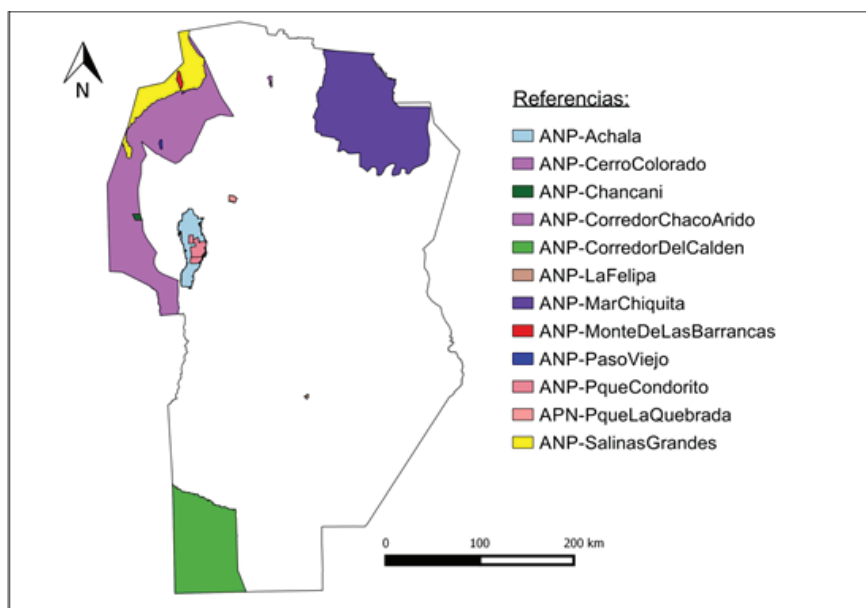 N
Referencias:
ANP-Achala
ANP-CerroColorado
ANP-Chancani
ANP-CorredorChacoArido
ANP-CorredorDelCalden
ANP-LaFelipa
ANP-MarChiquita
ANP-MonteDeLasBarrancas
ANP-PasoViejo
ANP-PqueCondorito
APN-PqueLaQuebrada
ANP-SalinasGrandes
0 100 200 km